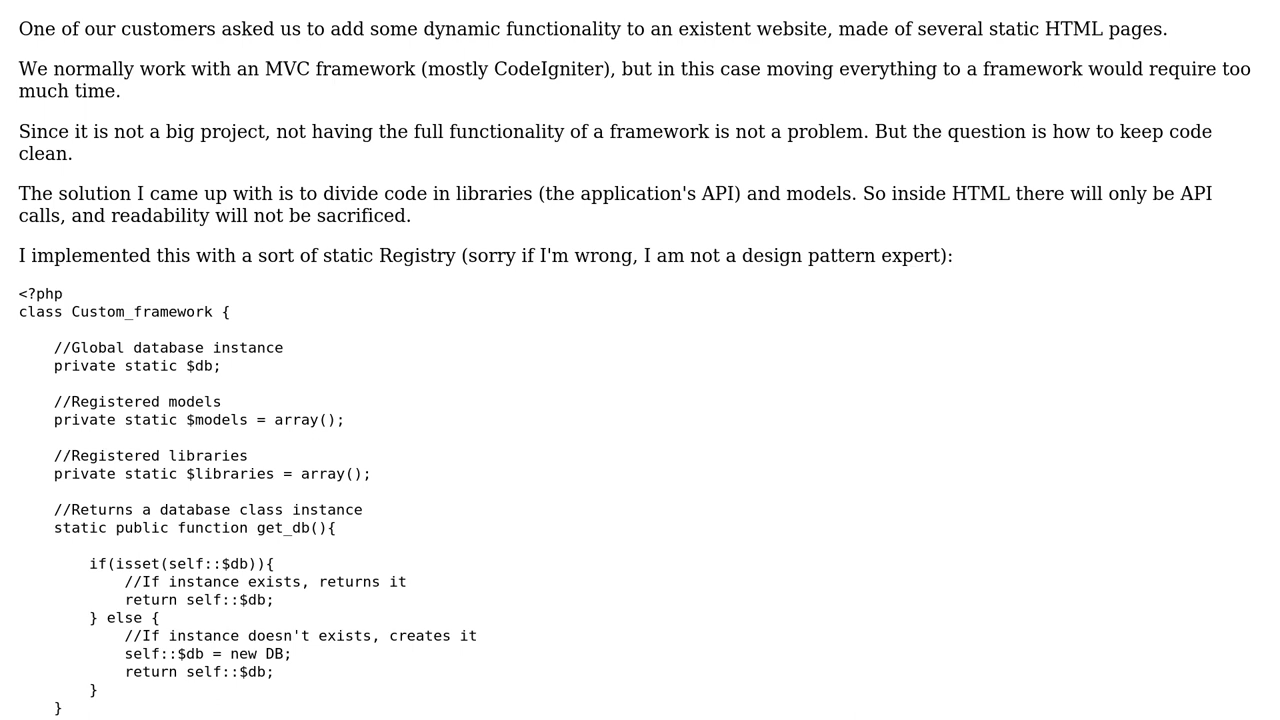 One of our customers asked us to add some dynamic functionality to an existent website, made of several static HTML pages.
We normally work with an MVC framework (mostly CodeIgniter), but in this case moving everything to a framework would require too
much time.
Since it is not a big project, not having the full functionality of a framework is not a problem. But the question is how to keep code
clean.
The solution I came up with is to divide code in libraries (the application's API) and models. So inside HTML there will only be API
calls, and readability will not be sacrificed.
I implemented this with a sort of static Registry (sorry if I'm wrong, I am not a design pattern expert):
<?php
class Custom_framework {
    //Global database instance
    private static $db;
    //Registered models
    private static $models = array();
    //Registered libraries
    private static $libraries = array();
    //Returns a database class instance
    static public function get_db(){
        if(isset(self::$db)){
            //If instance exists, returns it
            return self::$db;
        } else {
            //If instance doesn't exists, creates it
            self::$db = new DB;
            return self::$db;
        }
    }